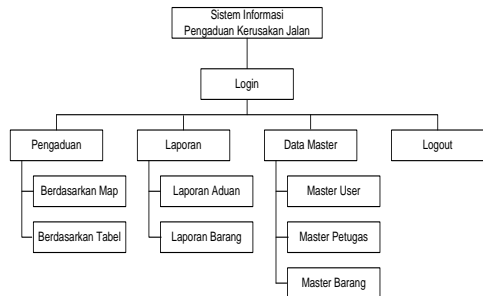 Sistem Informasi
Pengaduan Kerusakan Jalan
Login
Pengaduan
Laporan
Data Master
Logout
Berdasarkan Map
Laporan Aduan
Master User
Berdasarkan Tabel
Laporan Barang
Master Petugas
Master Barang